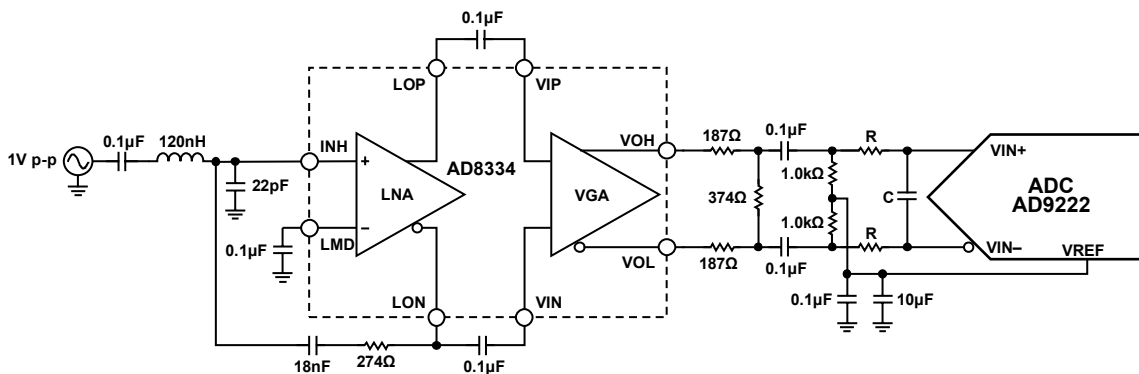 0.1µF
LOP
VIP
0.1µF
120nH
1V p-p
INH
22pF
+
LNA
–
LMD
0.1µF
AD8334
VGA
VOH
VOL
187Ω
0.1µF
R
374Ω
1.0kΩ
1.0kΩ
C
VIN+
ADC
AD9222
VIN–
VREF
187Ω
0.1µF
R
LON
VIN
18nF
274Ω
0.1µF
0.1µF
10µF